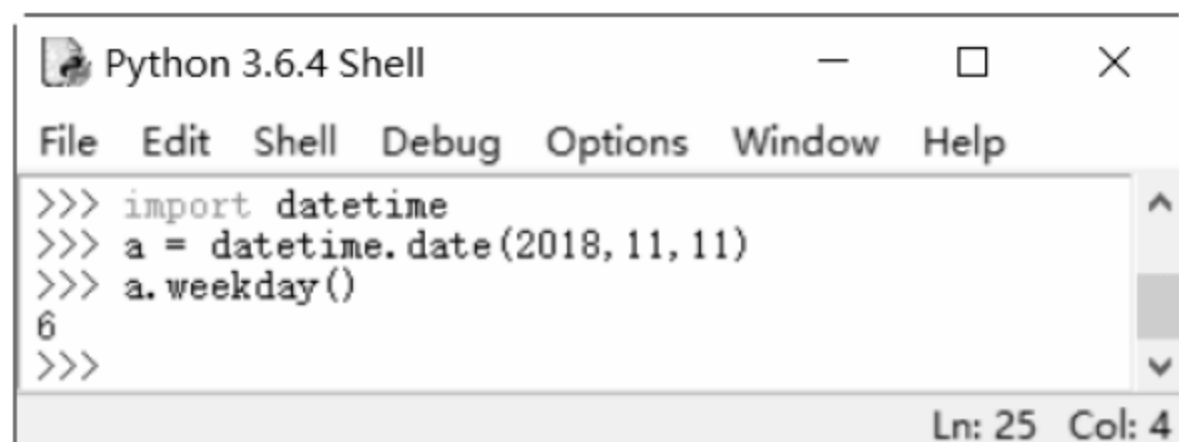 Python 3.6.4 Shell
File Edit Shell Debug Options Window Help
>>> import datetime
>>> a = datetime.date(2018,11,11)
>>> a.weekday()
6
>>>
Ln: 25 Col: 4